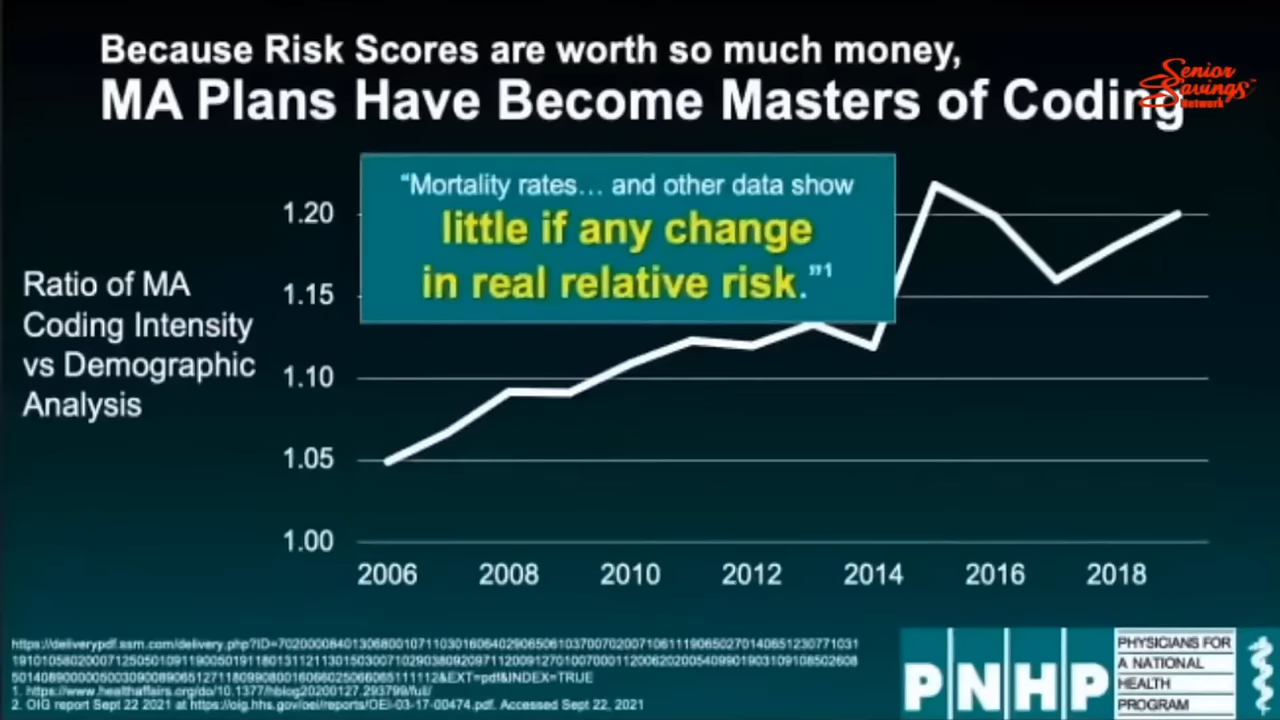 Because Risk Scores are worth so much money,
MA Plans Have Become Masters of Coding
Senior
Savings™
Network
“Mortality rates… and other data show
little if any change
in real relative risk.”1
Ratio of MA
Coding Intensity
vs Demographic
Analysis
1.20
1.15
1.10
1.05
1.00
2006 2008 2010 2012 2014 2016 2018
1. https://www.healthaffairs.org/do/10.1377/hblog20200127.293799/full/
2. OIG report Sept 22 2021 at https://oig.hhs.gov/oei/reports/OEI-03-17-00474.pdf. Accessed Sept 22, 2021
PNHP
PHYSICIANS FOR
A NATIONAL
HEALTH
PROGRAM